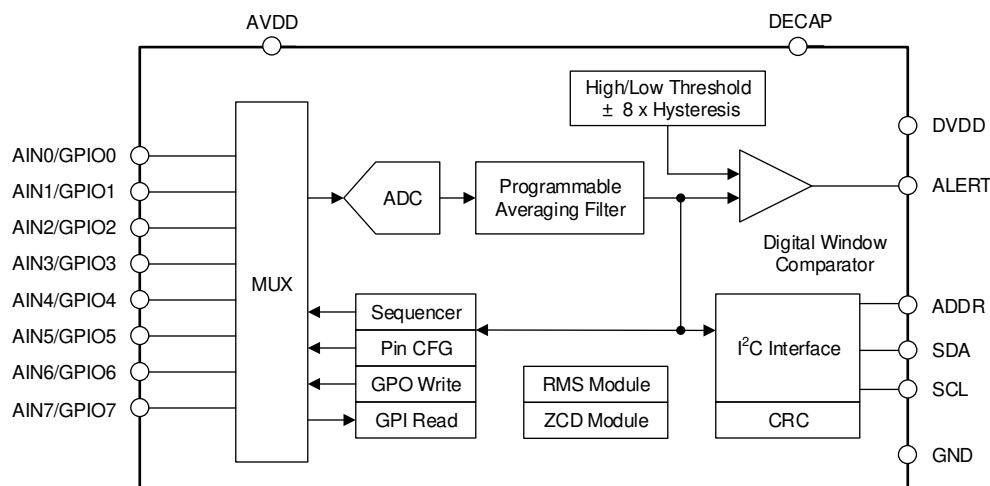 AVDD
DECAP
High/Low Threshold
± 8 x Hysteresis
DVDD
AIN0/GPIO0
AIN1/GPIO1
AIN2/GPIO2
AIN3/GPIO3
AIN4/GPIO4
AIN5/GPIO5
AIN6/GPIO6
AIN7/GPIO7
MUX
ADC
Programmable
Averaging Filter
ALERT
Digital Window
Comparator
Sequencer
Pin CFG
GPO Write
GPI Read
RMS Module
ZCD Module
I²C Interface
CRC
ADDR
SDA
SCL
GND